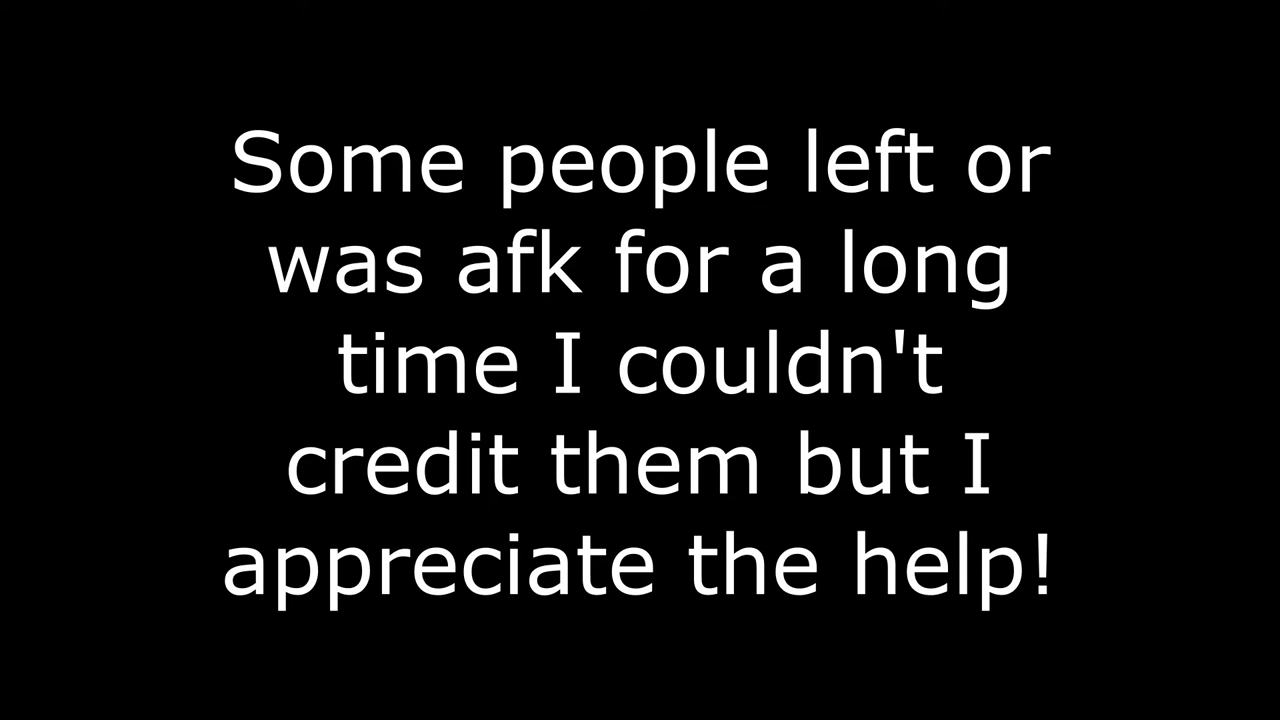 Some people left or
was afk for a long
time I couldn't
credit them but I
appreciate the help!